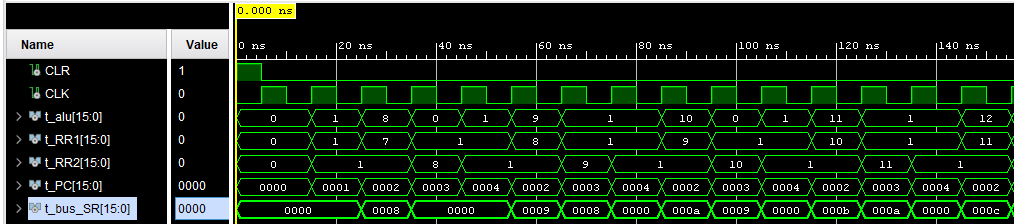 0.000 ns
Name Value
0 ns 20 ns 40 ns 60 ns 80 ns 100 ns 120 ns 140 ns
CLR 1
CLK 0
t_alu[15:0] 0 0 1 8 0 1 9 1 10 0 1 11 1 12
t_RR1[15:0] 0 0 1 7 1 8 1 9 1 10 1 11
t_RR2[15:0] 0 0 1 8 1 9 1 10 1 11 1
t_PC[15:0] 0000 0000 0001 0002 0003 0004 0002 0003 0004 0002 0003 0004 0002 0003 0004 0002
t_bus_SR[15:0] 0000 0000 0008 0000 0009 0008 0000 000a 0009 0000 000b 000a 0000 000c